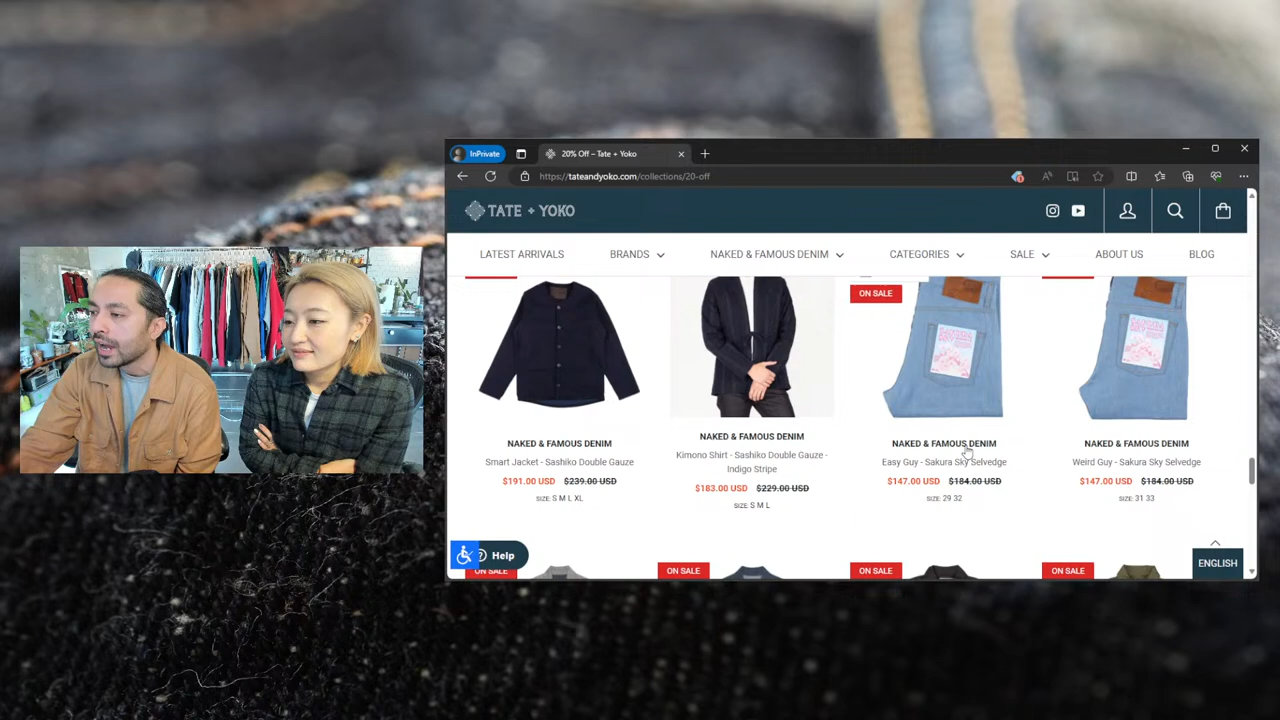 InPrivate
20% Off – Tate + Yoko
https://tateandyoko.com/collections/20-off
TATE + YOKO
LATEST ARRIVALS
BRANDS
NAKED & FAMOUS DENIM
CATEGORIES
SALE
ABOUT US
BLOG
ON SALE
NAKED & FAMOUS DENIM
Smart Jacket - Sashiko Double Gauze
$191.00 USD $239.00 USD
SIZE: S M L XL
NAKED & FAMOUS DENIM
Kimono Shirt - Sashiko Double Gauze -
Indigo Stripe
$183.00 USD $229.00 USD
SIZE: S M L
NAKED & FAMOUS DENIM
Easy Guy - Sakura Sky Selvedge
$147.00 USD $184.00 USD
SIZE: 29 32
NAKED & FAMOUS DENIM
Weird Guy - Sakura Sky Selvedge
$147.00 USD $184.00 USD
SIZE: 31 33
Help
ON SALE
ON SALE
ON SALE
ON SALE
ENGLISH